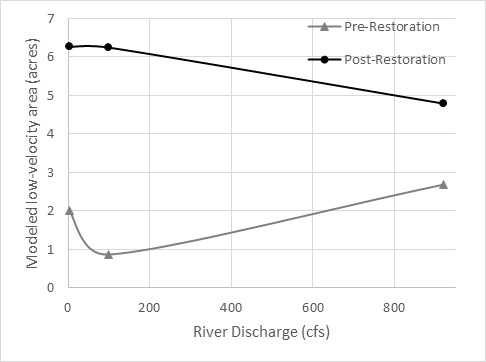 7
Pre-Restoration
6
Post-Restoration
5
4
3
2
1
0
0 200 400 600 800
Modeled low-velocity area (acres)
River Discharge (cfs)